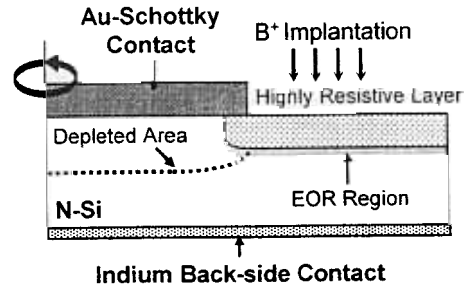 Au-Schottky
Contact
B⁺ Implantation
Highly Resistive Layer
Depleted Area
EOR Region
N-Si
Indium Back-side Contact